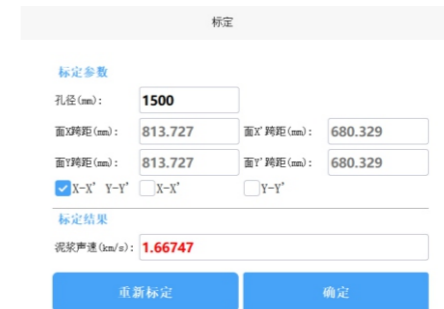 标定
标定参数
孔径(mm): 1500
面X跨距(mm): 813.727 面X'跨距(mm): 680.329
面Y跨距(mm): 813.727 面Y'跨距(mm): 680.329
X-X' Y-Y' X-X' Y-Y'
标定结果
泥浆声速(km/s): 1.66747
重新标定 确定